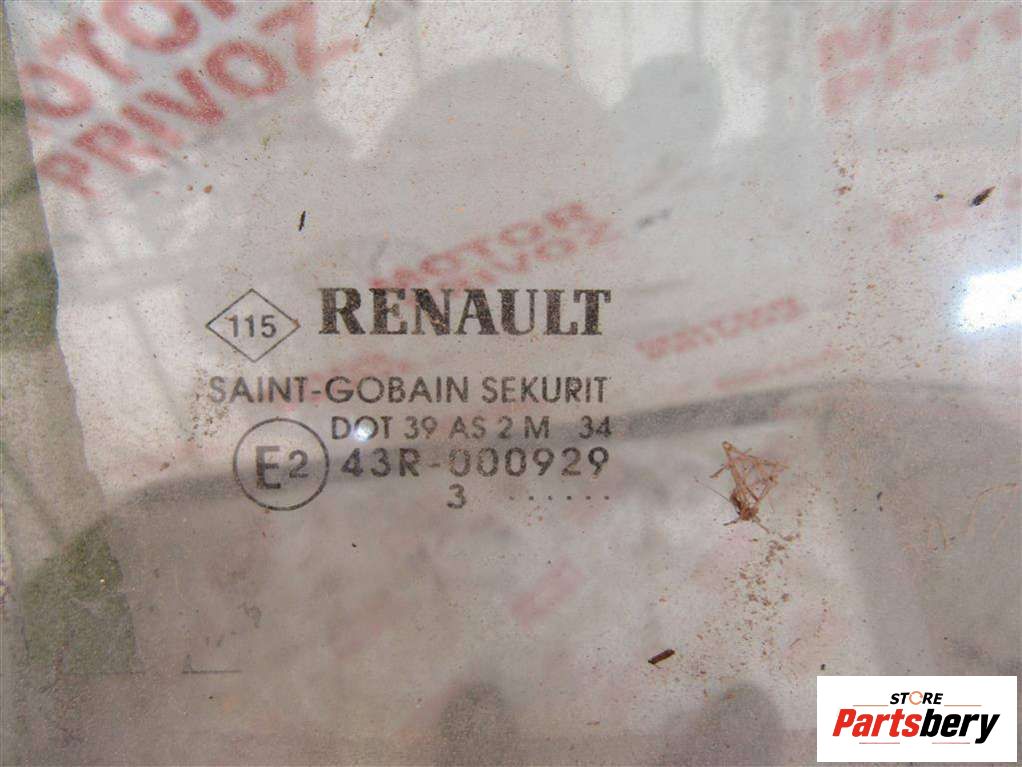 MOTOR
PRIVOZ
MOTOR
PRIVOZ
115 RENAULT
SAINT-GOBAIN SEKURIT
DOT 39 AS 2 M 34
E2 43R-000929
3 ......
STORE
Partsbery